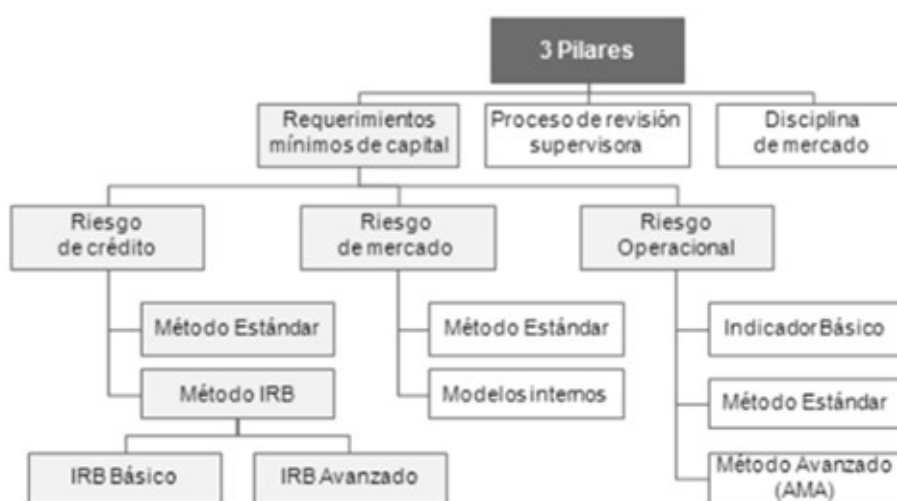 3 Pilares
Requerimientos
mínimos de capital
Proceso de revisión
supervisora
Disciplina
de mercado
Riesgo
de crédito
Riesgo
de mercado
Riesgo
Operacional
Método Estándar
Método Estándar
Indicador Básico
Método IRB
Modelos internos
Método Estándar
IRB Básico
IRB Avanzado
Método Avanzado
(AMA)